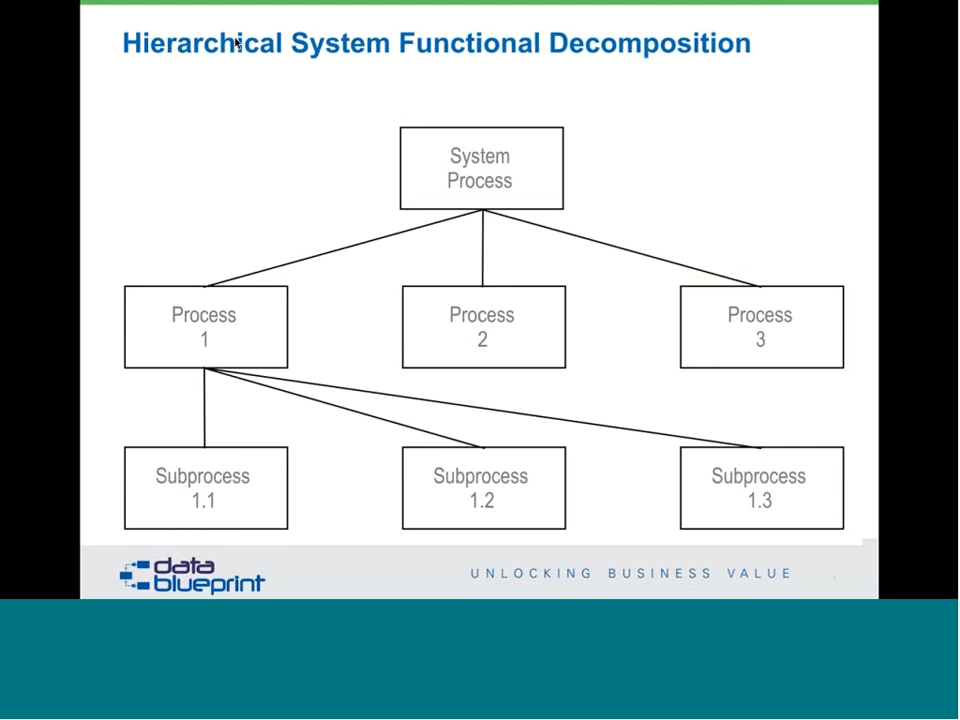 Hierarchical System Functional Decomposition
System
Process
Process
1
Process
2
Process
3
Subprocess
1.1
Subprocess
1.2
Subprocess
1.3
data
blueprint
UNLOCKING BUSINESS VALUE